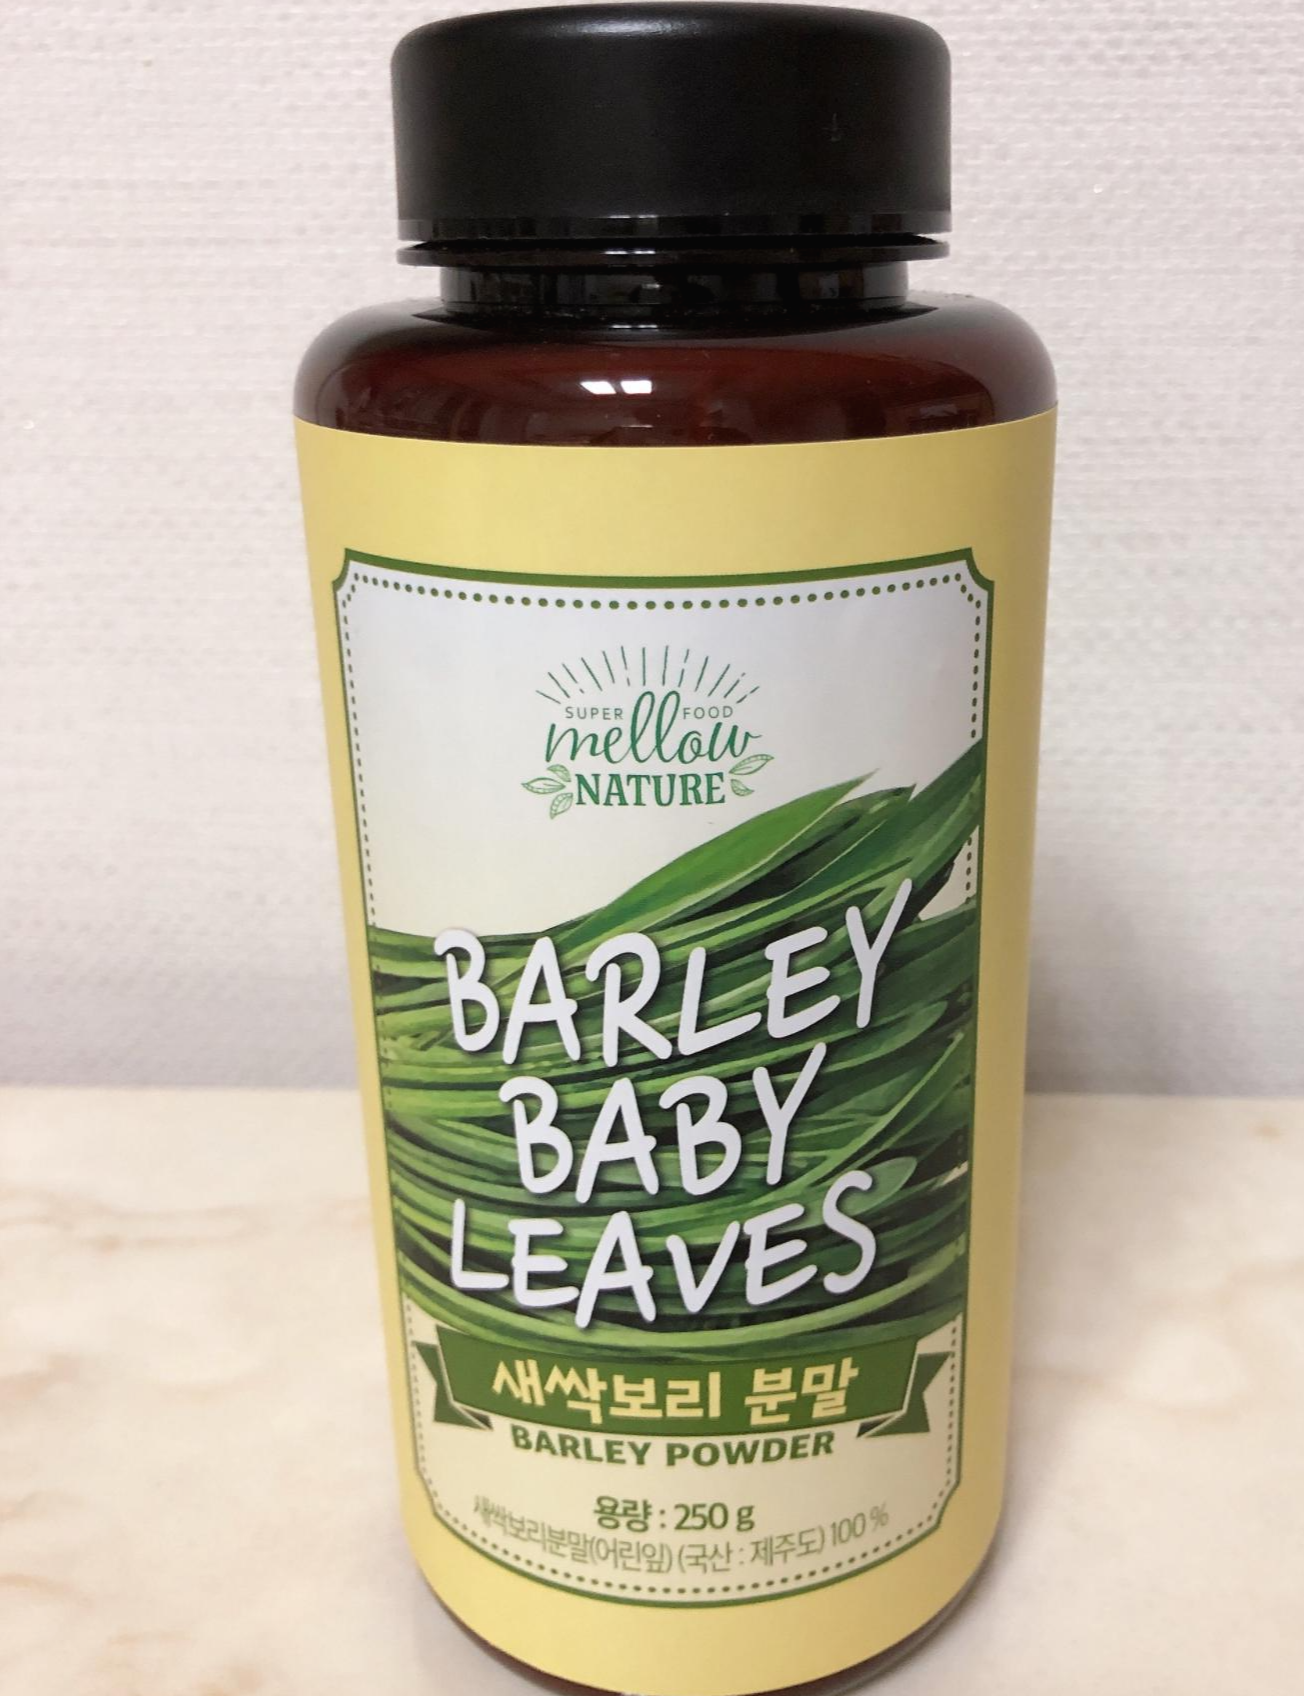 SUPER FOOD
mellow
NATURE
BARLEY
BABY
LEAVES
새싹보리 분말
BARLEY POWDER
용량 : 250 g
새싹보리분말(어린잎) (국산 : 제주도) 100 %